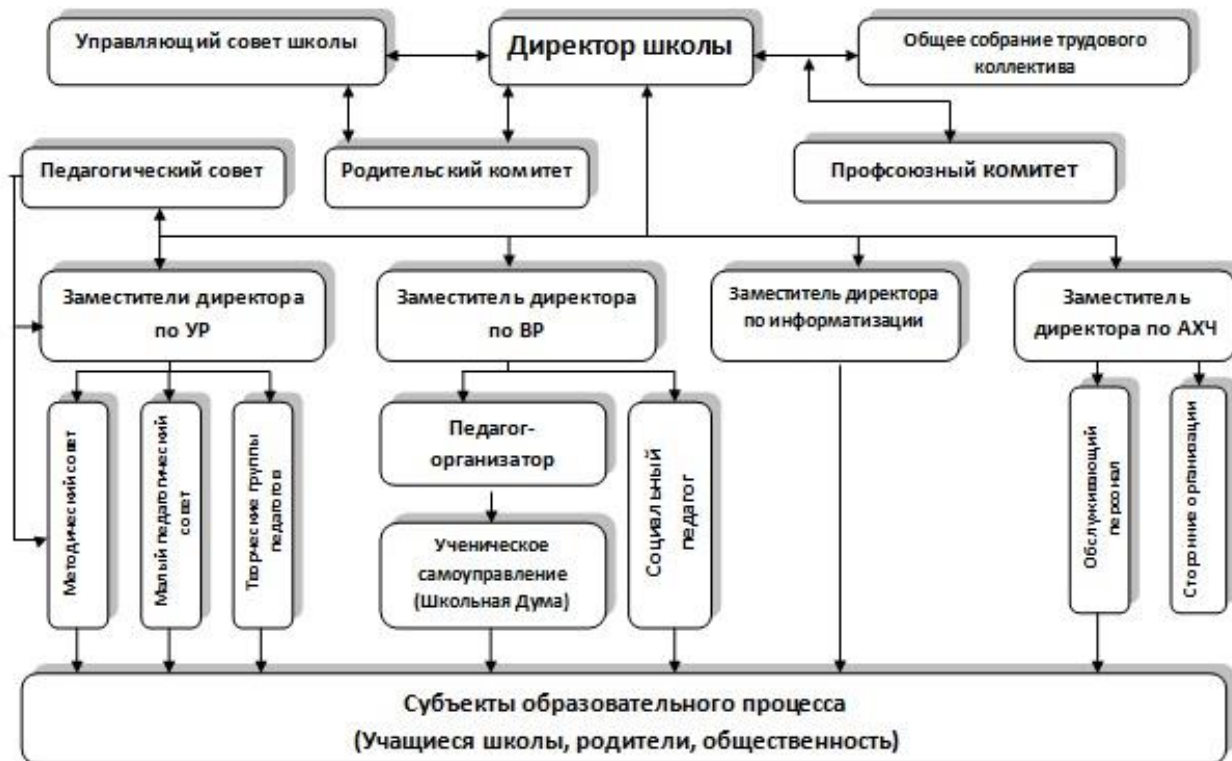 Управляющий совет школы
Директор школы
Общее собрание трудового
коллектива
Педагогический совет
Родительский комитет
Профсоюзный комитет
Заместители директора
по УР
Заместитель директора
по ВР
Заместитель директора
по информатизации
Заместитель
директора по АХЧ
Методический совет
Малый педагогический
совет
Творческие группы
педагогов
Педагог-
организатор
Ученическое
самоуправление
(Школьная Дума)
Социальный
педагог
Обслуживающий
персонал
Сторонние организации
Субъекты образовательного процесса
(Учащиеся школы, родители, общественность)